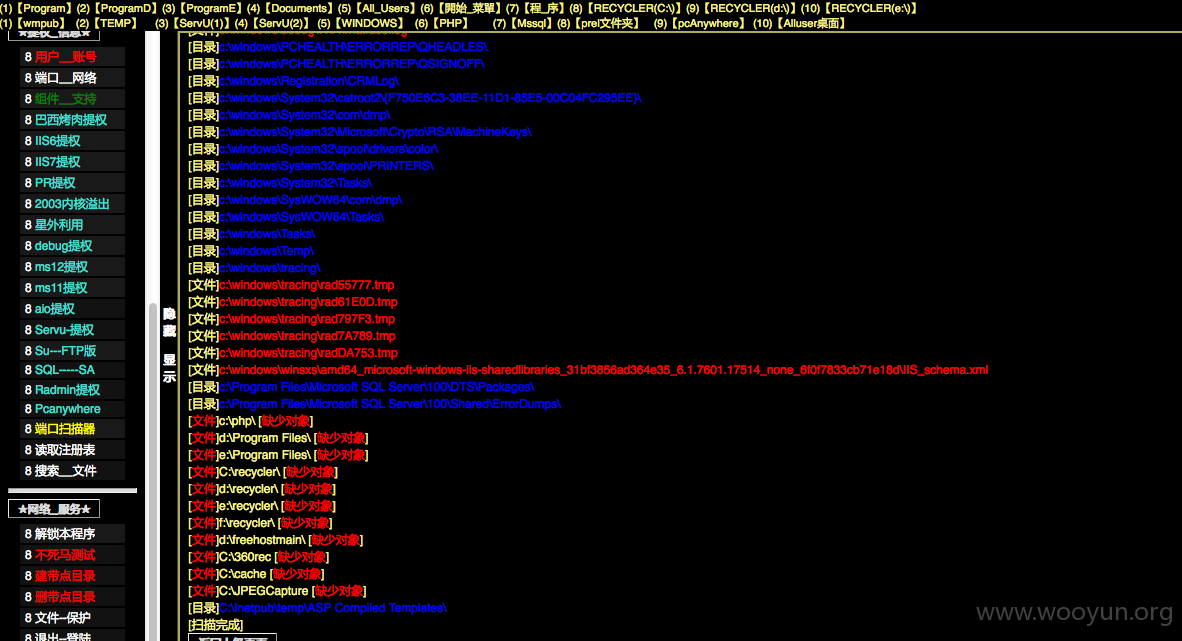 (1)【Program】(2)【ProgramD】(3)【ProgramE】(4)【Documents】(5)【All_Users】(6)【開始_菜單】(7)【程_序】(8)【RECYCLER(C:\)】(9)【RECYCLER(d:\)】(10)【RECYCLER(e:\)】
(1)【wmpub】 (2)【TEMP】 (3)【ServU(1)】(4)【ServU(2)】 (5)【WINDOWS】 (6)【PHP】 (7)【Mssql】(8)【prel文件夹】 (9)【pcAnywhere】 (10)【Alluser桌面】
★提权_信息★
8 用户__账号
8 端口__网络
8 组件__支持
8 巴西烤肉提权
8 IIS6提权
8 IIS7提权
8 PR提权
8 2003内核溢出
8 星外利用
8 debug提权
8 ms12提权
8 ms11提权
8 aio提权
8 Servu-提权
8 Su---FTP版
8 SQL-----SA
8 Radmin提权
8 Pcanywhere
8 端口扫描器
8 读取注册表
8 搜索__文件
★网络_服务★
8 解锁本程序
8 不死马测试
8 建带点目录
8 删带点目录
8 文件--保护
8 退出--登陆
隐藏
显示
[目录]c:\windows\PCHEALTH\ERRORREP\QHEADLES\
[目录]c:\windows\PCHEALTH\ERRORREP\QSIGNOFF\
[目录]c:\windows\Registration\CRMLog\
[目录]c:\windows\System32\catroot2\{F750E6C3-38EE-11D1-85E5-00C04FC295EE}\
[目录]c:\windows\System32\com\dmp\
[目录]c:\windows\System32\Microsoft\Crypto\RSA\MachineKeys\
[目录]c:\windows\System32\spool\drivers\color\
[目录]c:\windows\System32\spool\PRINTERS\
[目录]c:\windows\System32\Tasks\
[目录]c:\windows\SysWOW64\com\dmp\
[目录]c:\windows\SysWOW64\Tasks\
[目录]c:\windows\Tasks\
[目录]c:\windows\Temp\
[目录]c:\windows\tracing\
[文件]c:\windows\tracing\rad55777.tmp
[文件]c:\windows\tracing\rad61E0D.tmp
[文件]c:\windows\tracing\rad797F3.tmp
[文件]c:\windows\tracing\rad7A789.tmp
[文件]c:\windows\tracing\radDA753.tmp
[文件]c:\windows\winsxs\amd64_microsoft-windows-iis-sharedlibraries_31bf3856ad364e35_6.1.7601.17514_none_6f0f7833cb71e18d\IIS_schema.xml
[目录]c:\Program Files\Microsoft SQL Server\100\DTS\Packages\
[目录]c:\Program Files\Microsoft SQL Server\100\Shared\ErrorDumps\
[文件]c:\php\ [缺少对象]
[文件]d:\Program Files\ [缺少对象]
[文件]e:\Program Files\ [缺少对象]
[文件]C:\recycler\ [缺少对象]
[文件]d:\recycler\ [缺少对象]
[文件]e:\recycler\ [缺少对象]
[文件]f:\recycler\ [缺少对象]
[文件]d:\freehostmain\ [缺少对象]
[文件]C:\360rec [缺少对象]
[文件]C:\cache [缺少对象]
[文件]C:\JPEGCapture [缺少对象]
[目录]C:\inetpub\temp\ASP Compiled Templates\
[扫描完成]
www.wooyun.org